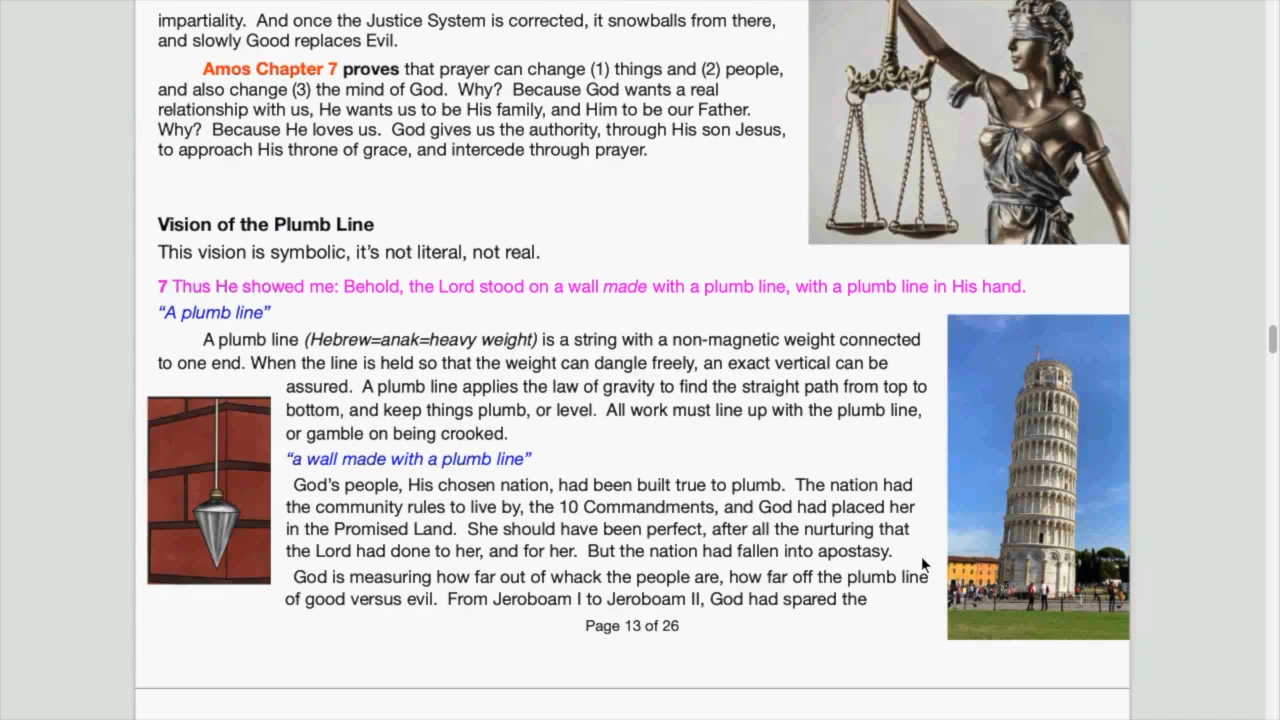 impartiality.  And once the Justice System is corrected, it snowballs from there,
and slowly Good replaces Evil.
Amos Chapter 7 proves that prayer can change (1) things and (2) people,
and also change (3) the mind of God.  Why?  Because God wants a real
relationship with us, He wants us to be His family, and Him to be our Father.
Why?  Because He loves us.  God gives us the authority, through His son Jesus,
to approach His throne of grace, and intercede through prayer.
Vision of the Plumb Line
This vision is symbolic, it's not literal, not real.
7 Thus He showed me: Behold, the Lord stood on a wall made with a plumb line, with a plumb line in His hand.
“A plumb line”
A plumb line (Hebrew=anak=heavy weight) is a string with a non-magnetic weight connected
to one end. When the line is held so that the weight can dangle freely, an exact vertical can be
assured.  A plumb line applies the law of gravity to find the straight path from top to
bottom, and keep things plumb, or level.  All work must line up with the plumb line,
or gamble on being crooked.
“a wall made with a plumb line”
God's people, His chosen nation, had been built true to plumb.  The nation had
the community rules to live by, the 10 Commandments, and God had placed her
in the Promised Land.  She should have been perfect, after all the nurturing that
the Lord had done to her, and for her.  But the nation had fallen into apostasy.
God is measuring how far out of whack the people are, how far off the plumb line
of good versus evil.  From Jeroboam I to Jeroboam II, God had spared the
Page 13 of 26